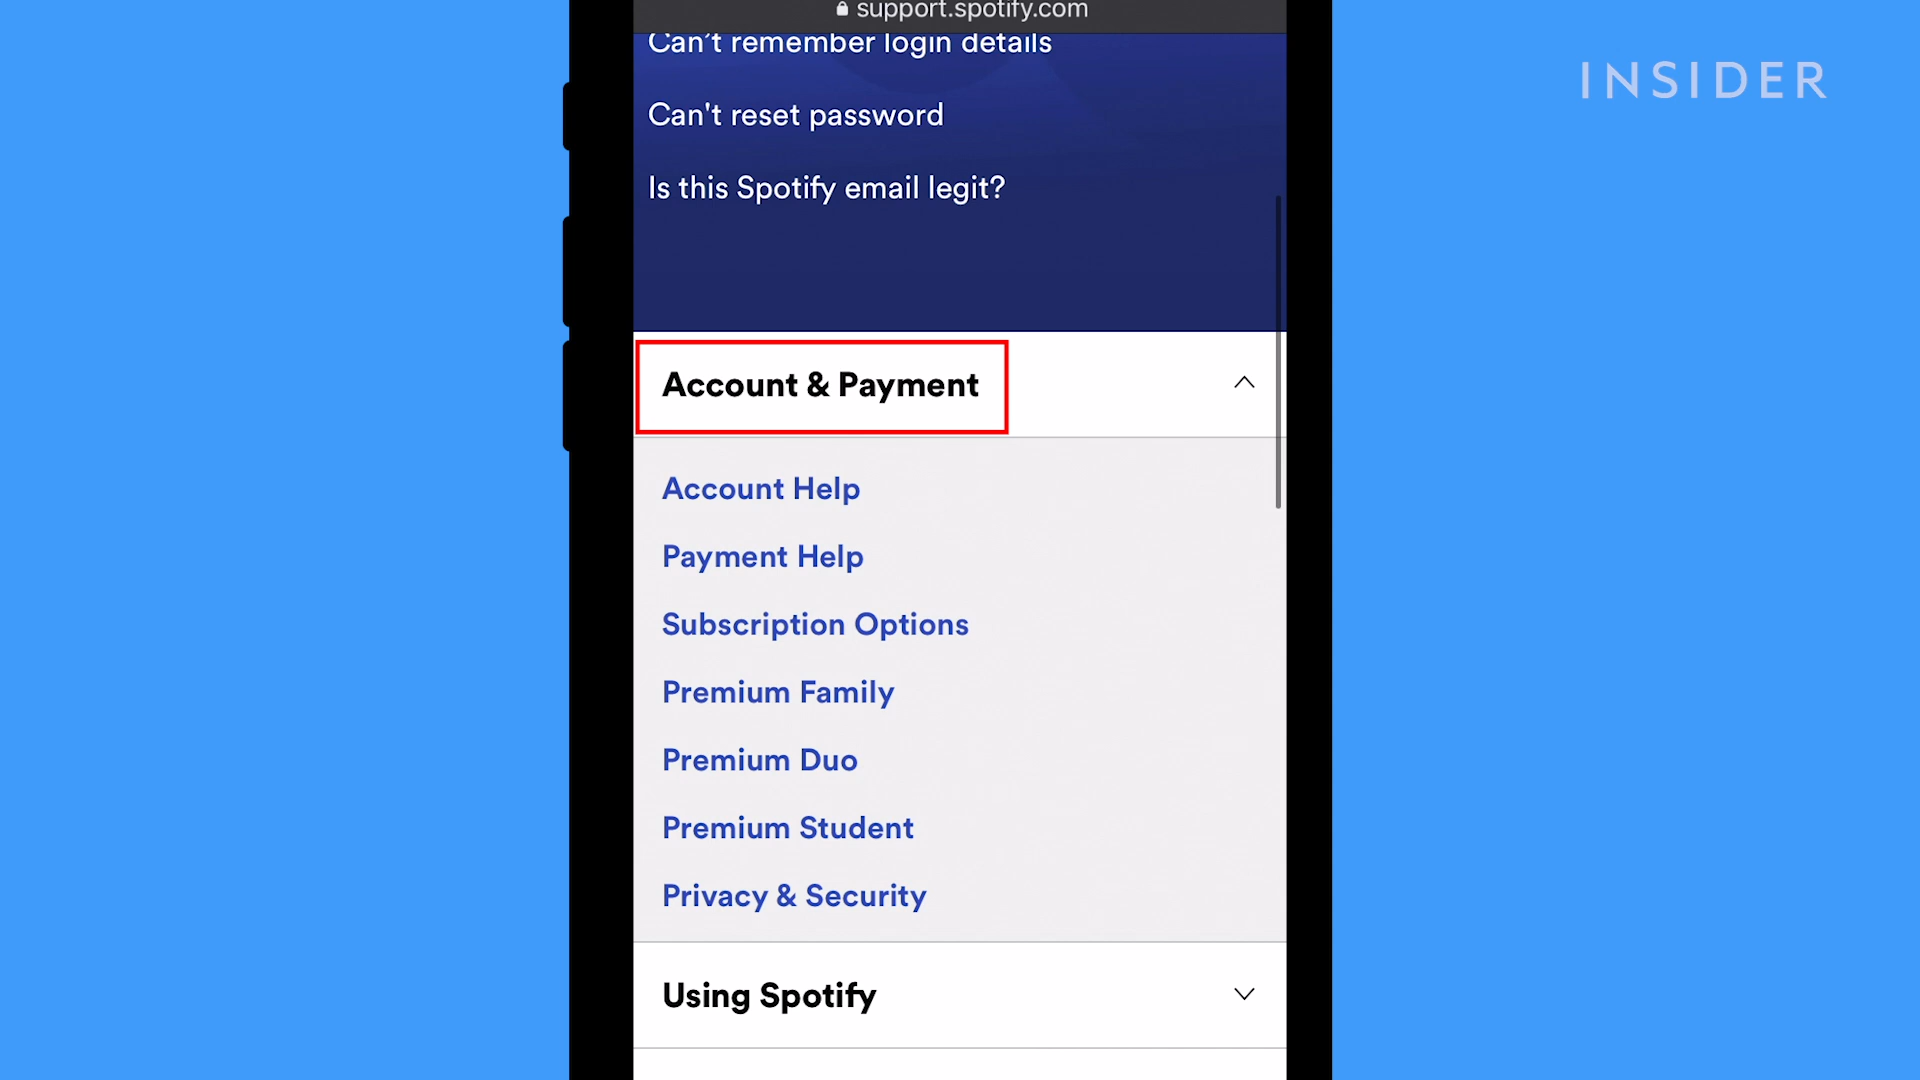 support.spotify.com
Can't remember login details
INSIDER
Can't reset password
Is this Spotify email legit?
Account & Payment
Account Help
Payment Help
Subscription Options
Premium Family
Premium Duo
Premium Student
Privacy & Security
Using Spotify